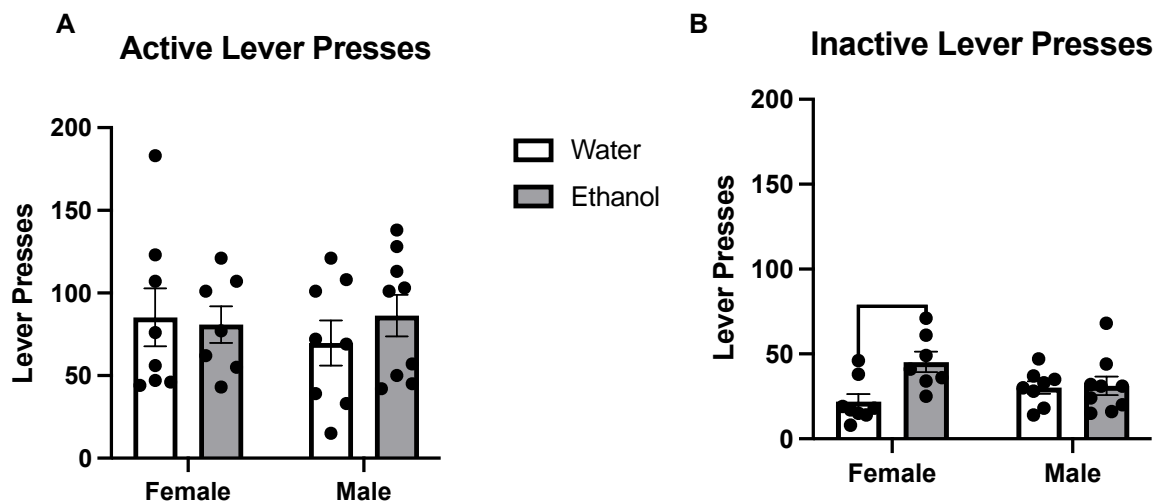 A
Active Lever Presses
Lever Presses
200
150
100
50
0
Female
Male
Water
Ethanol
B
Inactive Lever Presses
Lever Presses
200
150
100
50
0
Female
Male